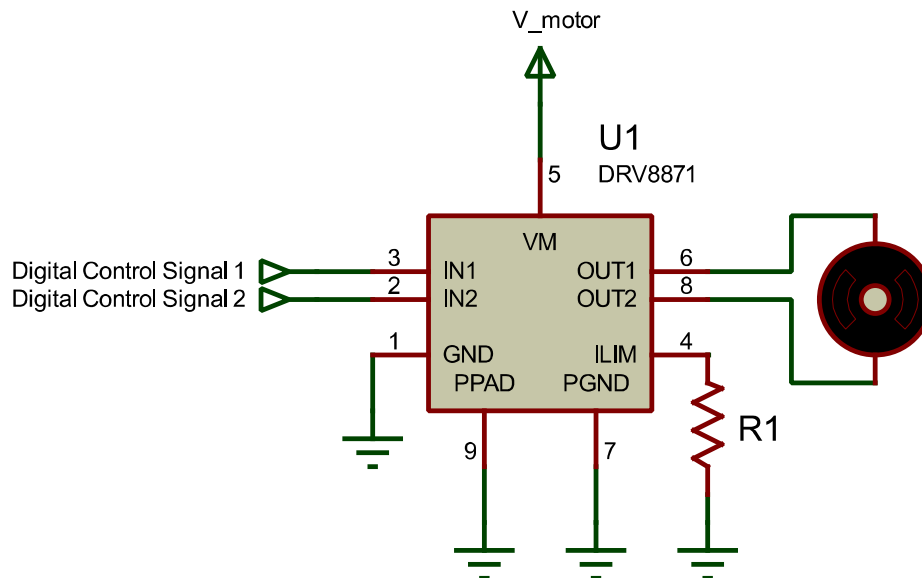 V_motor
U1
DRV8871
5
VM
Digital Control Signal 1
3
IN1
OUT1
6
Digital Control Signal 2
2
IN2
OUT2
8
1
GND
ILIM
4
PPAD
PGND
R1
9
7